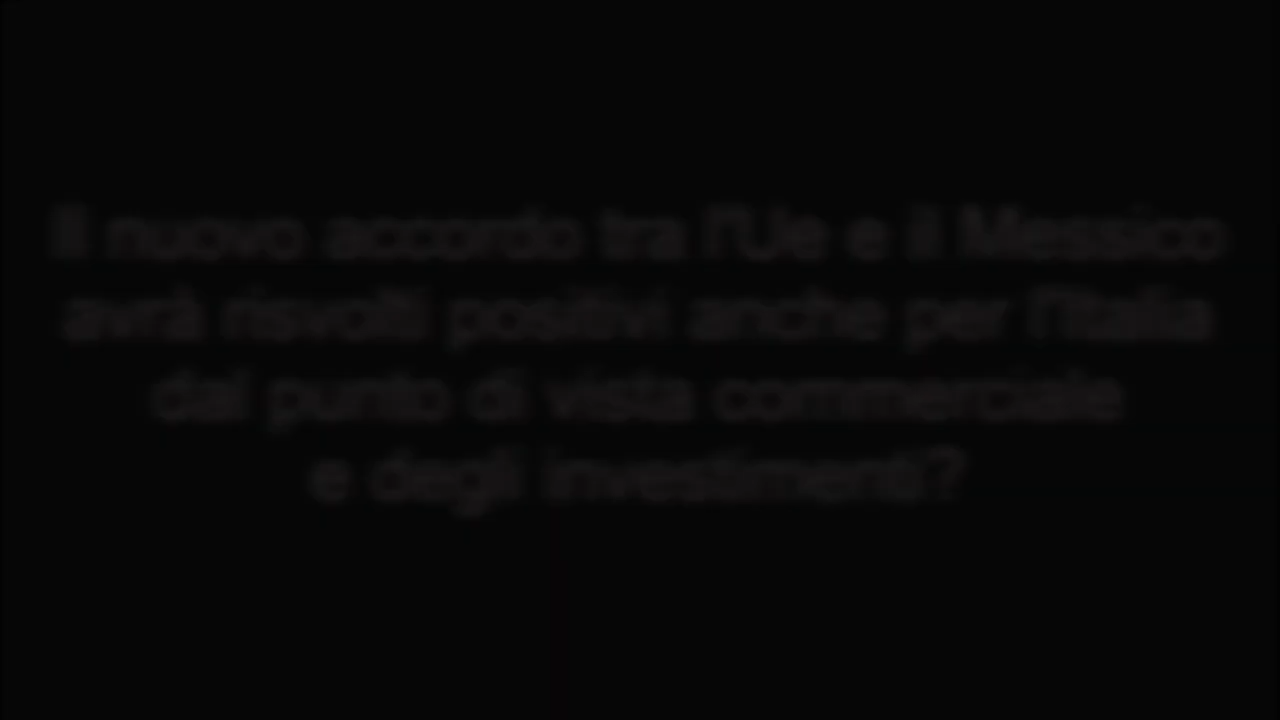 Il nuovo accordo tra l'Ue e il Messico
avrà risvolti positivi anche per l'Italia
dal punto di vista commerciale
e degli investimenti?